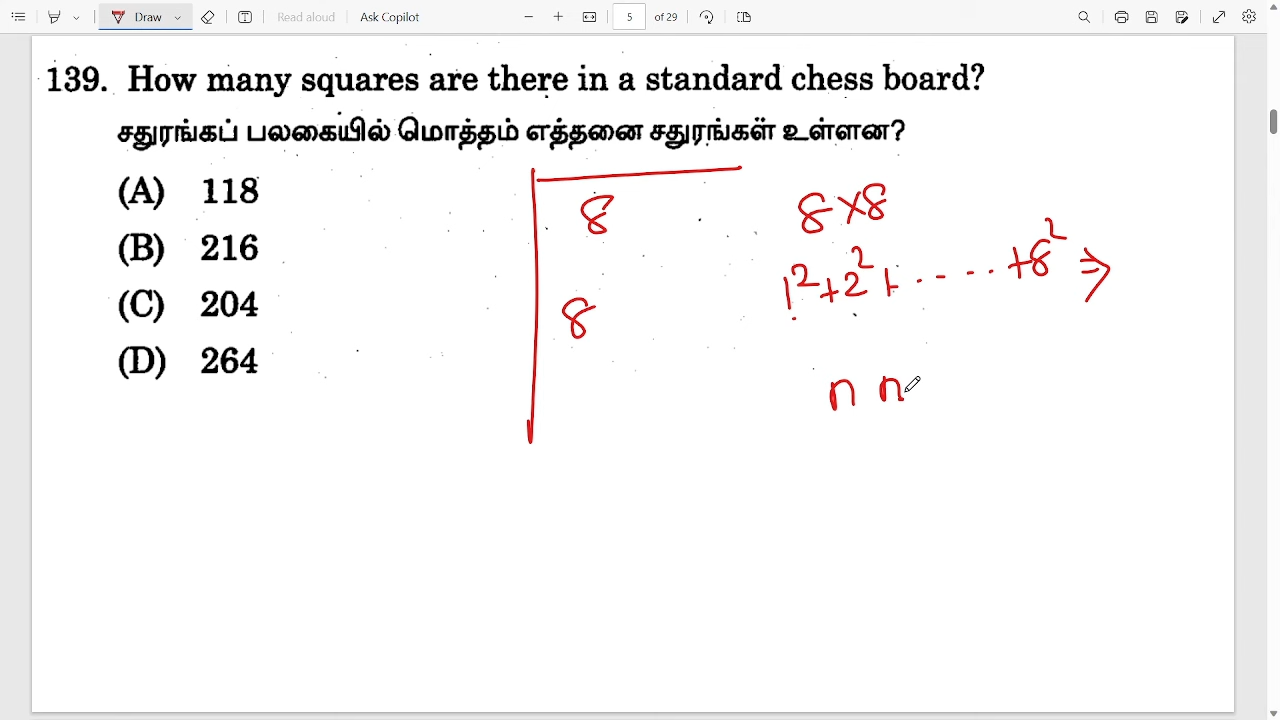 Draw Read aloud Ask Copilot 5 of 29
139. How many squares are there in a standard chess board?
சதுரங்கப் பலகையில் மொத்தம் எத்தனை சதுரங்கள் உள்ளன?
(A) 118
(B) 216
(C) 204
(D) 264
8
8
8×8
1²+2²+.....+8² ⇒
n n